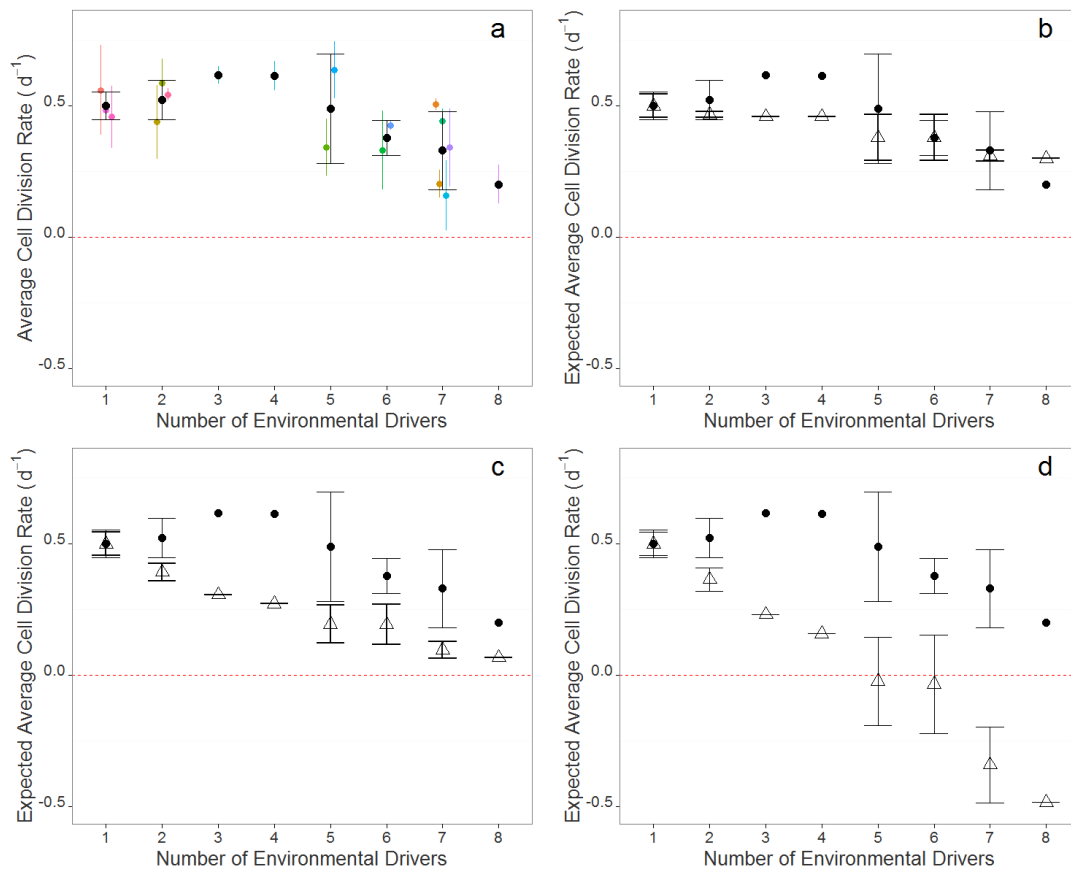 a
Average Cell Division Rate ( d⁻¹)
0.5
0.0
-0.5
1 2 3 4 5 6 7 8
Number of Environmental Drivers
b
Expected Average Cell Division Rate ( d⁻¹)
0.5
0.0
-0.5
1 2 3 4 5 6 7 8
Number of Environmental Drivers
c
Expected Average Cell Division Rate ( d⁻¹)
0.5
0.0
-0.5
1 2 3 4 5 6 7 8
Number of Environmental Drivers
d
Expected Average Cell Division Rate ( d⁻¹)
0.5
0.0
-0.5
1 2 3 4 5 6 7 8
Number of Environmental Drivers